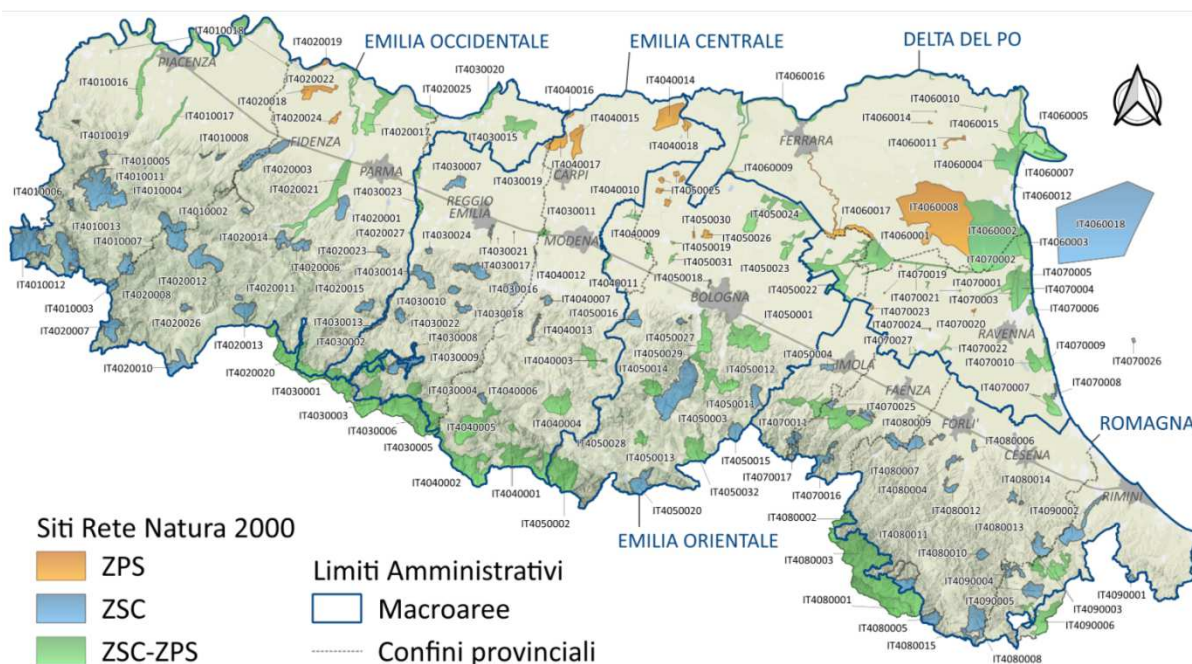 IT4010018
IT4020019
EMILIA OCCIDENTALE
EMILIA CENTRALE
DELTA DEL PO
PIACENZA
IT4030020
IT4010016
IT4020022
IT4020025
IT4040016
IT4040014
IT4060016
IT4020018
IT4060010
IT4010017
IT4040015
IT4060014
IT4060015
IT4060005
IT4020024
IT4020017
IT4030015
IT4040018
FERRARA
IT4060011
IT4010019
IT4010008
FIDENZA
IT4060004
IT4010005
IT4020003
PARMA
IT4030007
IT4040017
IT4060009
IT4060007
IT4010011
IT4030019
CARPI
IT4010006
IT4010004
IT4020021
IT4030023
REGGIO
EMILIA
IT4040010
IT4050025
IT4060012
IT4010002
IT4020001
IT4030011
IT4050024
IT4060008
IT4060018
IT4010013
IT4020027
IT4030024
MODENA
IT4050030
IT4060017
IT4060002
IT4010007
IT4020014
IT4030021
IT4040009
IT4050026
IT4060001
IT4060003
IT4020023
IT4030017
IT4050019
IT4070002
IT4020012
IT4020006
IT4030014
IT4040012
IT4050031
IT4050023
IT4070019
IT4070005
IT4010012
IT4030016
IT4040011
IT4050018
IT4050022
IT4070001
IT4070004
IT4010003
IT4020008
IT4020011
IT4020015
IT4030010
IT4040007
BOLOGNA
IT4070021
IT4070003
IT4070006
IT4020007
IT4020026
IT4030013
IT4030022
IT4030018
IT4050016
IT4050001
IT4070023
IT4070020
IT4020013
IT4030002
IT4030008
IT4040013
IT4050027
IT4070024
RAVENNA
IT4020010
IT4020020
IT4030009
IT4040003
IT4050029
IT4050004
IT4070027
IT4070022
IT4070009
IT4070026
IT4050014
IT4050012
IMOLA
IT4070010
IT4030001
IT4030004
IT4040006
FAENZA
IT4070007
IT4070008
IT4030003
IT4050011
IT4070025
IT4030006
IT4040005
IT4040004
IT4050003
IT4070011
IT4080009
FORLI'
ROMAGNA
IT4030005
IT4050028
IT4080006
IT4050013
IT4050015
CESENA
IT4040002
IT4040001
IT4070017
IT4080007
IT4080014
IT4050032
IT4070016
IT4080004
RIMINI
IT4050002
IT4050020
IT4080002
IT4080012
IT4090002
Siti Rete Natura 2000
EMILIA ORIENTALE
IT4080011
IT4080013
ZPS
Limiti Amministrativi
IT4080003
IT4080010
ZSC
Macroaree
IT4080001
IT4090004
IT4090001
IT4090005
IT4090003
IT4080005
IT4090006
ZSC-ZPS
Confini provinciali
IT4080015
IT4080008